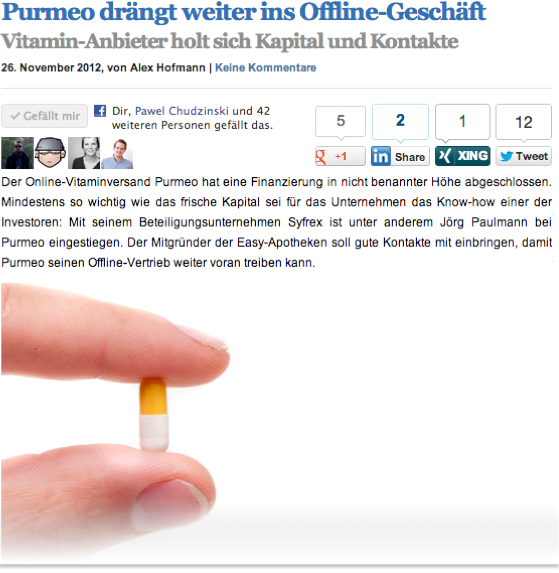 Purmeo drängt weiter ins Offline-Geschäft
Vitamin-Anbieter holt sich Kapital und Kontakte
26. November 2012, von Alex Hofmann | Keine Kommentare
Gefällt mir
Dir, Pawel Chudzinski und 42
weiteren Personen gefällt das.
5
2
1
12
g +1
in Share
XING
Tweet
Der Online-Vitaminversand Purmeo hat eine Finanzierung in nicht benannter Höhe abgeschlossen.
Mindestens so wichtig wie das frische Kapital sei für das Unternehmen das Know-how einer der
Investoren: Mit seinem Beteiligungsunternehmen Syfrex ist unter anderem Jörg Paulmann bei
Purmeo eingestiegen. Der Mitgründer der Easy-Apotheken soll gute Kontakte mit einbringen, damit
Purmeo seinen Offline-Vertrieb weiter voran treiben kann.